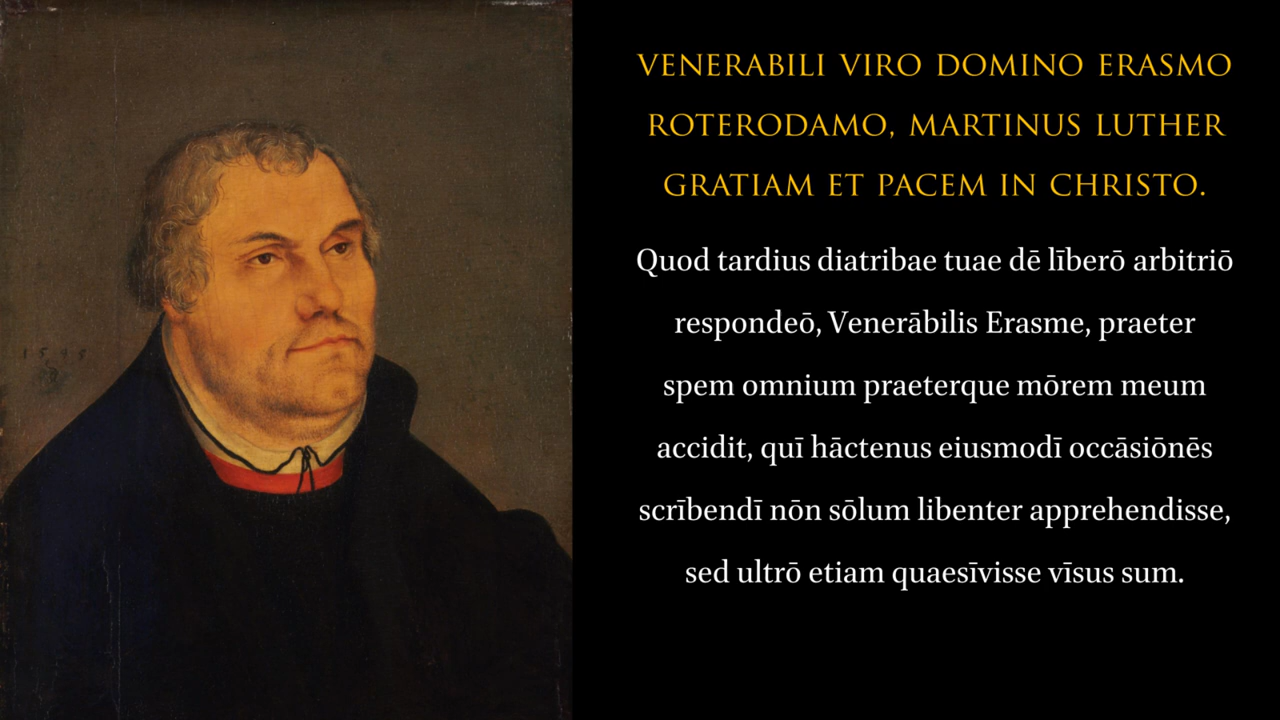 VENERABILI VIRO DOMINO ERASMO
ROTERODAMO, MARTINUS LUTHER
GRATIAM ET PACEM IN CHRISTO.
Quod tardius diatribae tuae dē līberō arbitriō
respondeō, Venerābilis Erasme, praeter
spem omnium praeterque mōrem meum
accidit, quī hāctenus eiusmodī occāsiōnēs
scrībendī nōn sōlum libenter apprehendisse,
sed ultrō etiam quaesīvisse vīsus sum.